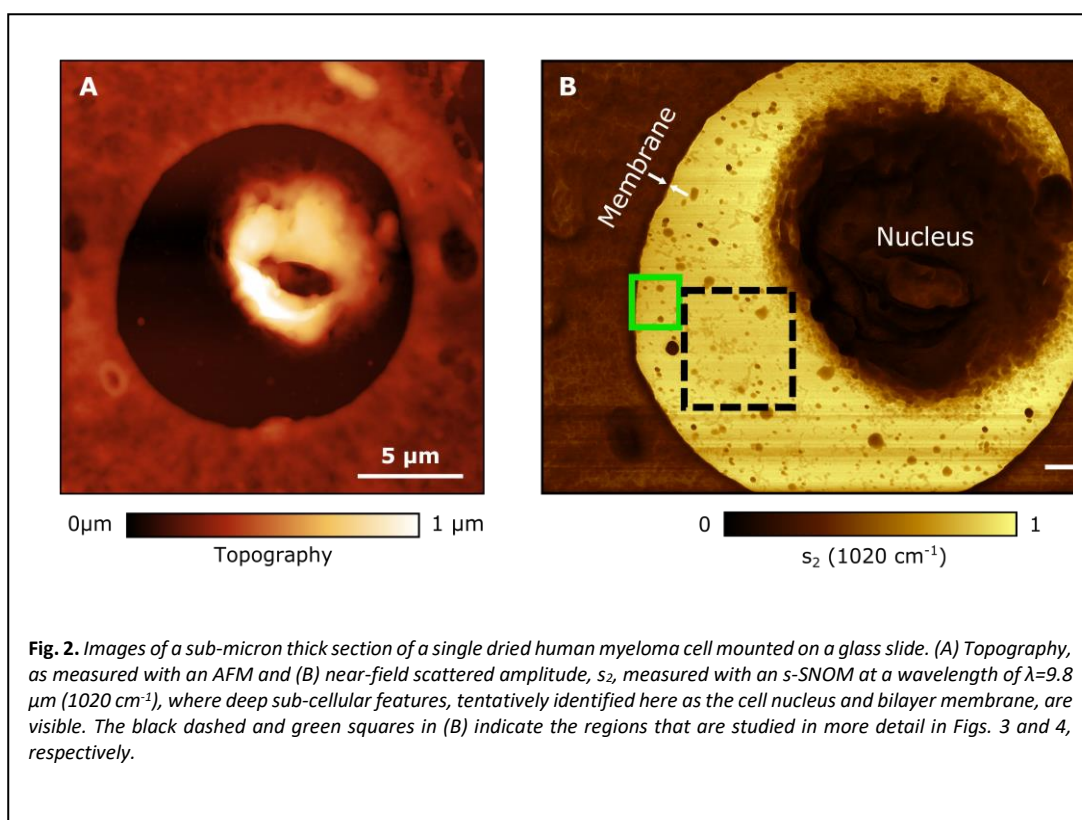 A
B
Membrane
Nucleus
5 µm
0µm
1 µm
Topography
0
1
s₂ (1020 cm⁻¹)
Fig. 2. Images of a sub-micron thick section of a single dried human myeloma cell mounted on a glass slide. (A) Topography,
as measured with an AFM and (B) near-field scattered amplitude, s₂, measured with an s-SNOM at a wavelength of λ=9.8
µm (1020 cm⁻¹), where deep sub-cellular features, tentatively identified here as the cell nucleus and bilayer membrane, are
visible. The black dashed and green squares in (B) indicate the regions that are studied in more detail in Figs. 3 and 4,
respectively.